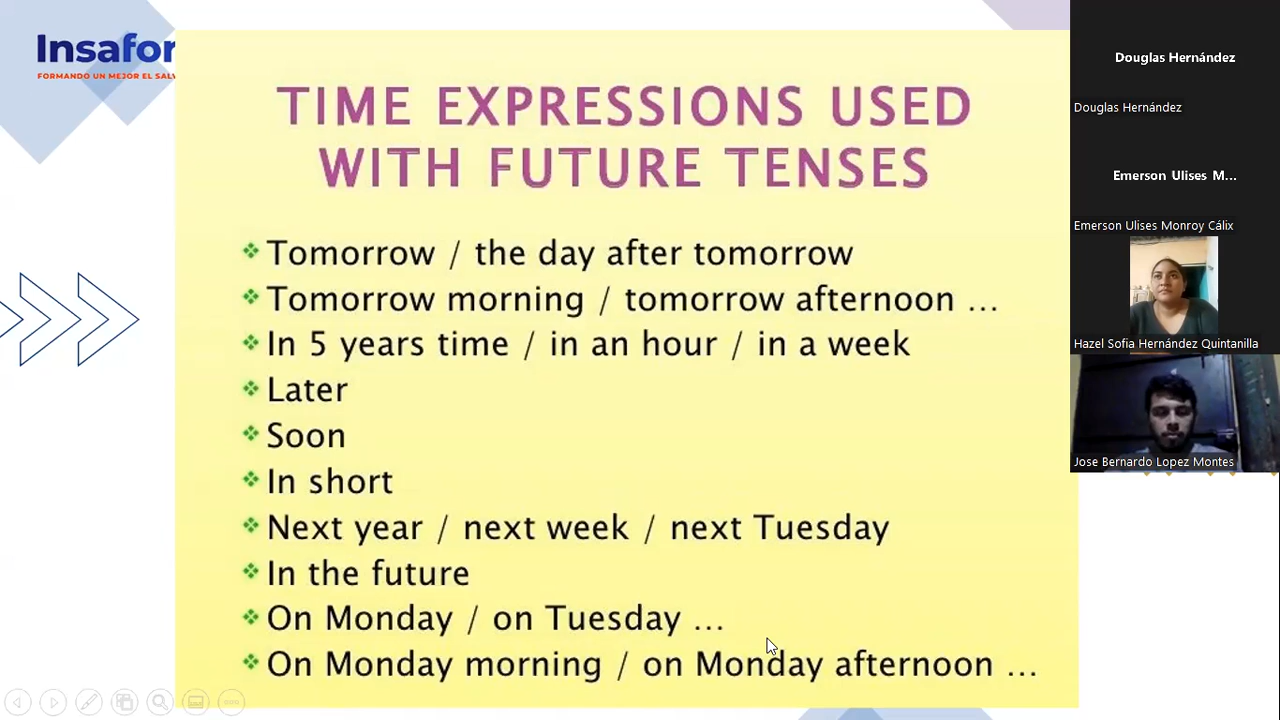 Insafor
FORMANDO UN MEJOR EL SALV
TIME EXPRESSIONS USED
WITH FUTURE TENSES
Tomorrow / the day after tomorrow
Tomorrow morning / tomorrow afternoon ...
In 5 years time / in an hour / in a week
Later
Soon
In short
Next year / next week / next Tuesday
In the future
On Monday / on Tuesday ...
On Monday morning / on Monday afternoon ...
Douglas Hernández
Douglas Hernández
Emerson Ulises M...
Emerson Ulises Monroy Cálix
Hazel Sofia Hernández Quintanilla
Jose Bernardo Lopez Montes